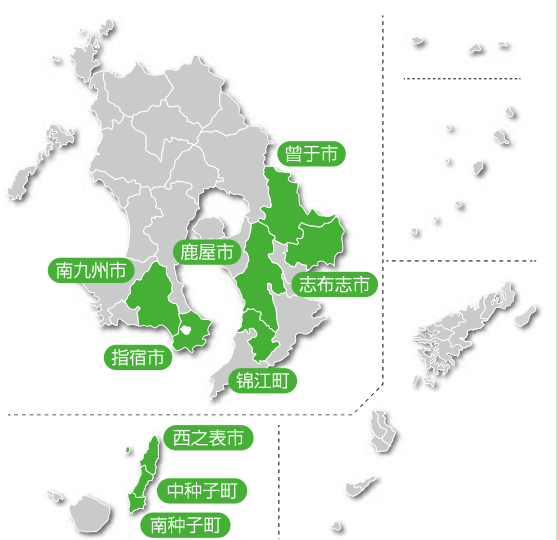 曽于市
鹿屋市
南九州市
志布志市
指宿市
锦江町
西之表市
中种子町
南种子町